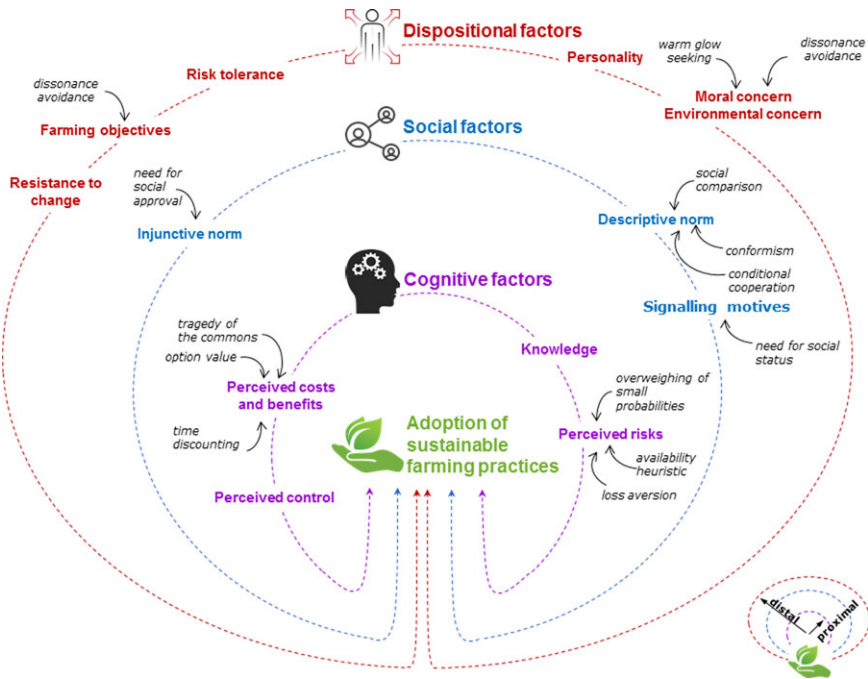 Dispositional factors
Risk tolerance
Personality
dissonance
avoidance
Farming objectives
Resistance to
change
warm glow
seeking
dissonance
avoidance
Moral concern
Environmental concern
Social factors
need for
social
approval
Injunctive norm
social
comparison
Descriptive norm
conformism
conditional
cooperation
Signalling motives
need for social
status
Cognitive factors
tragedy of
the commons
option value
Perceived costs
and benefits
time
discounting
Perceived control
Knowledge
overweighing of
small
probabilities
Perceived risks
availability
heuristic
loss aversion
Adoption of
sustainable
farming practices
distal
proximal